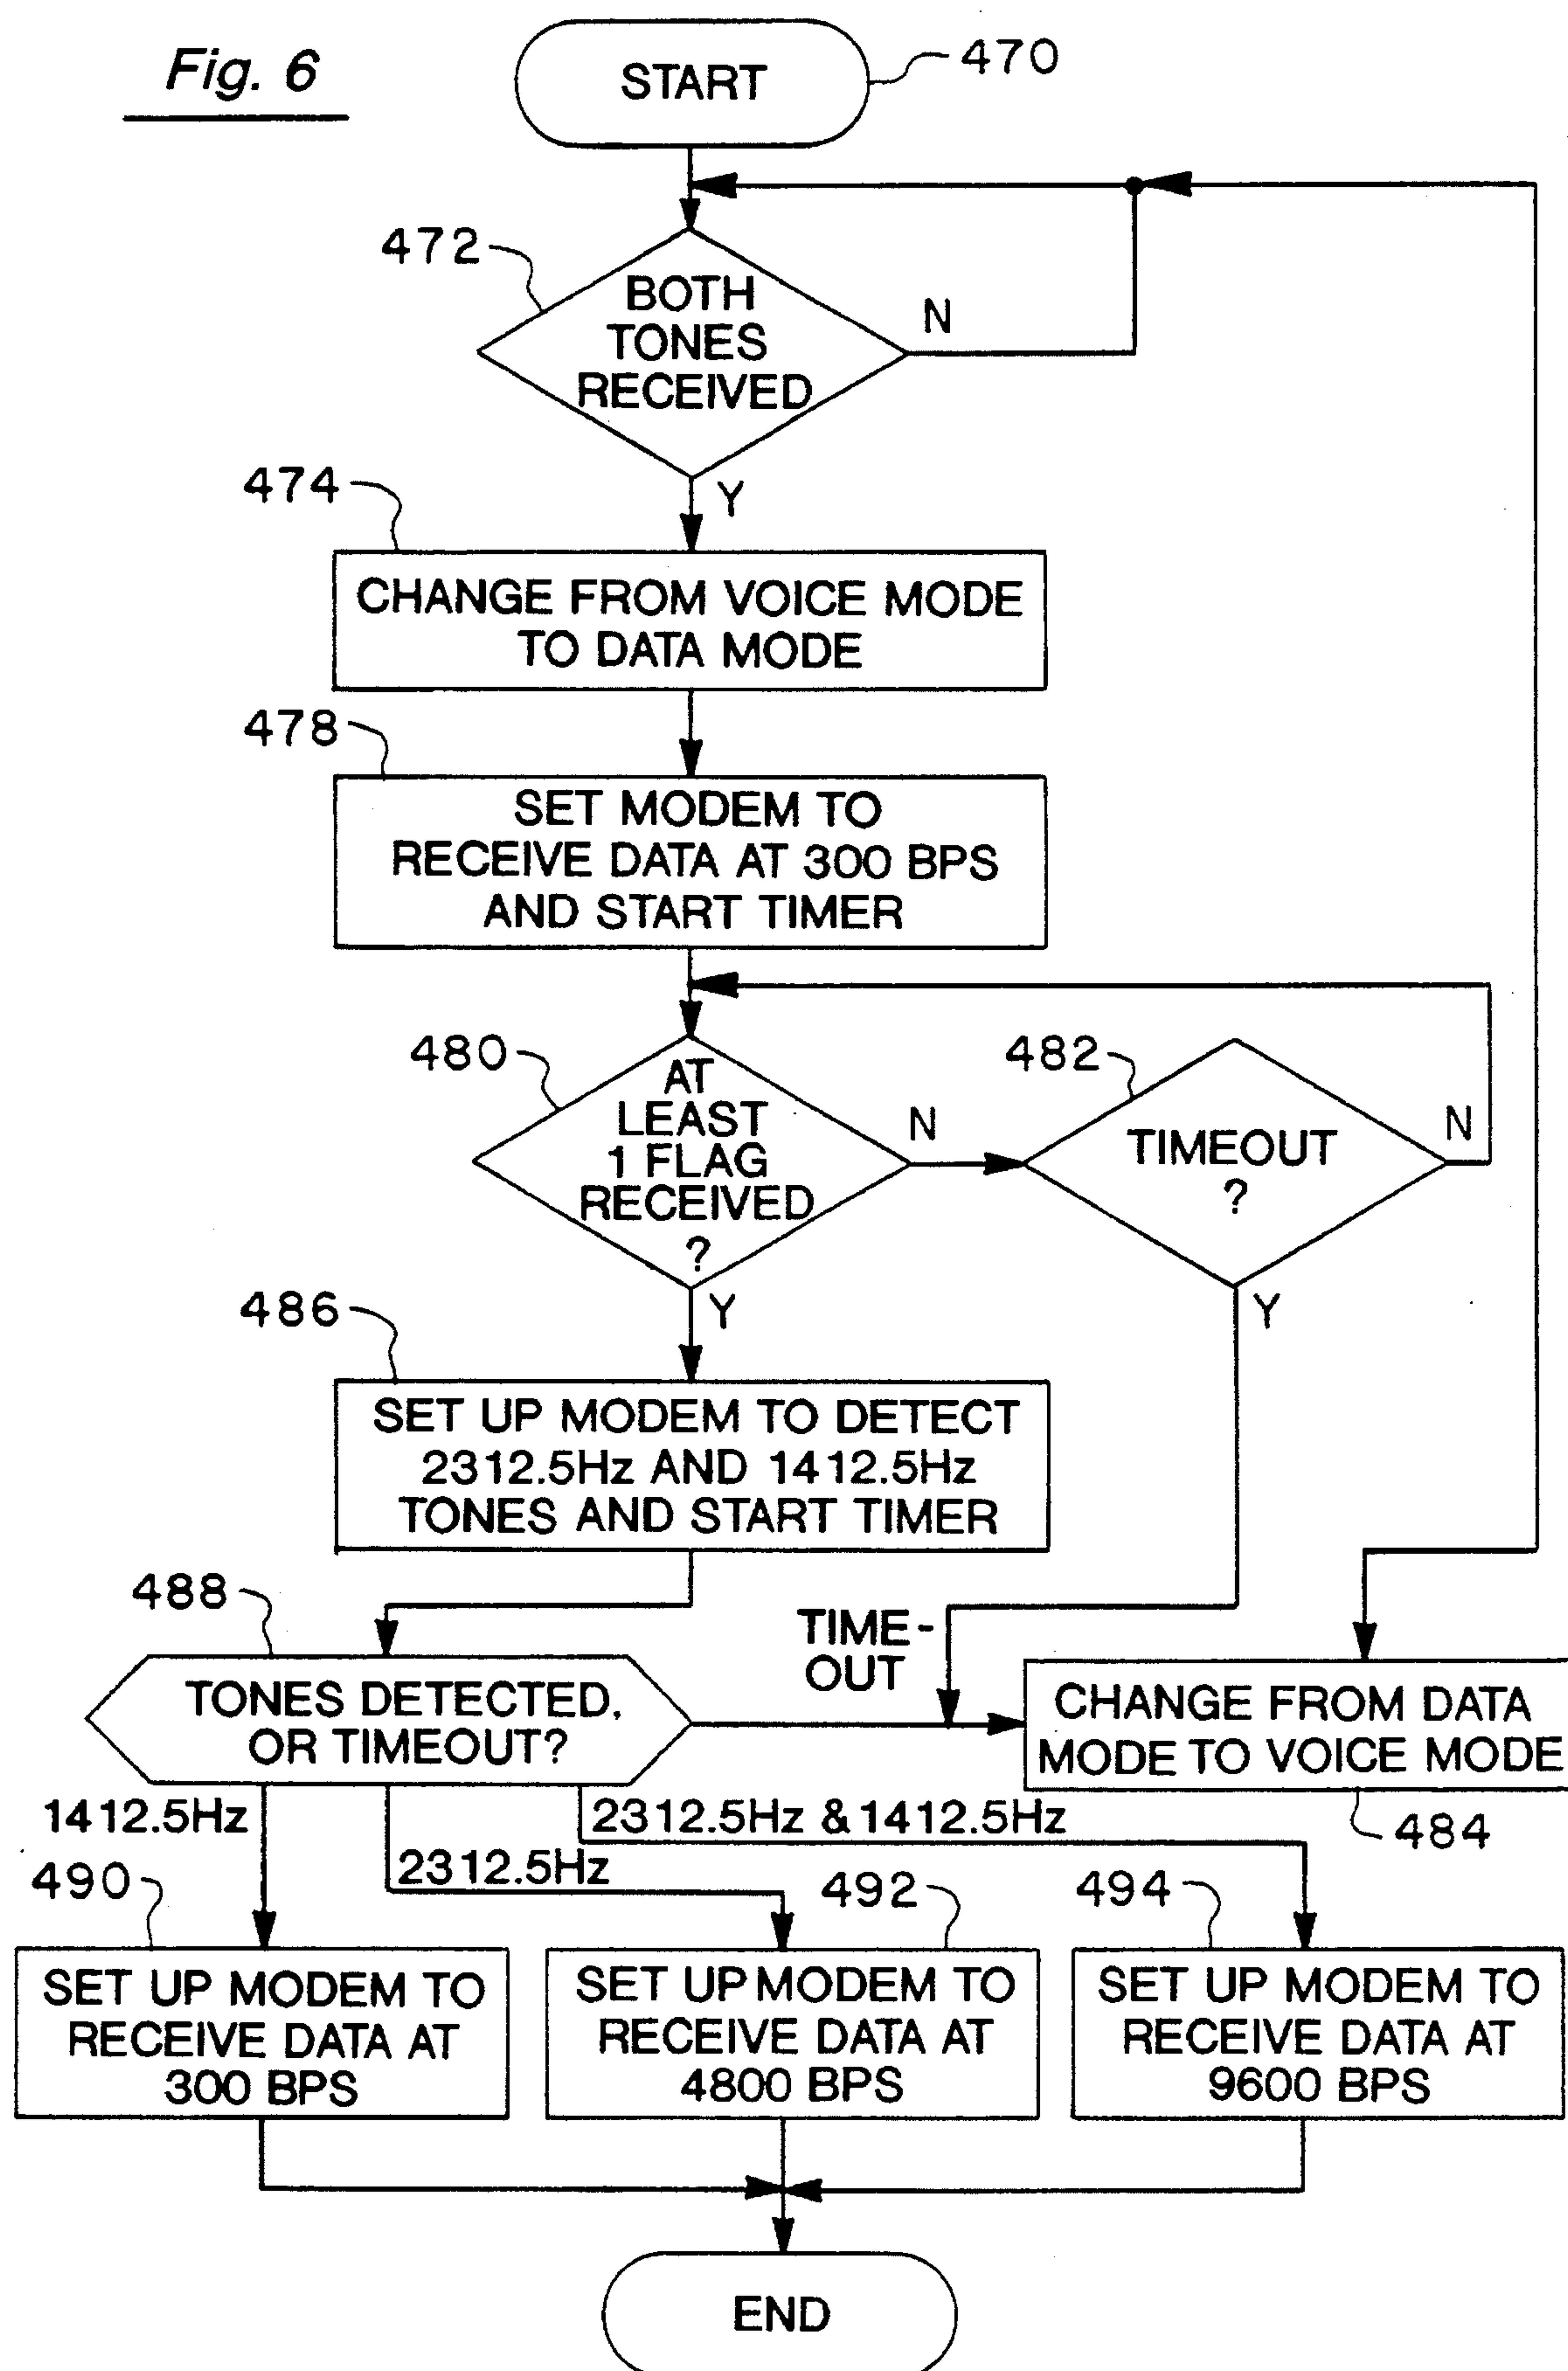 Fig. 6
START
470
472
BOTH
TONES
RECEIVED
N
Y
474
CHANGE FROM VOICE MODE
TO DATA MODE
478
SET MODEM TO
RECEIVE DATA AT 300 BPS
AND START TIMER
480
AT
LEAST
1 FLAG
RECEIVED
?
N
Y
482
TIMEOUT
?
N
Y
486
SET UP MODEM TO DETECT
2312.5Hz AND 1412.5Hz
TONES AND START TIMER
488
TONES DETECTED,
OR TIMEOUT?
TIME-
OUT
CHANGE FROM DATA
MODE TO VOICE MODE
484
1412.5Hz
2312.5Hz
2312.5Hz & 1412.5Hz
490
SET UP MODEM TO
RECEIVE DATA AT
300 BPS
492
SET UP MODEM TO
RECEIVE DATA AT
4800 BPS
494
SET UP MODEM TO
RECEIVE DATA AT
9600 BPS
END